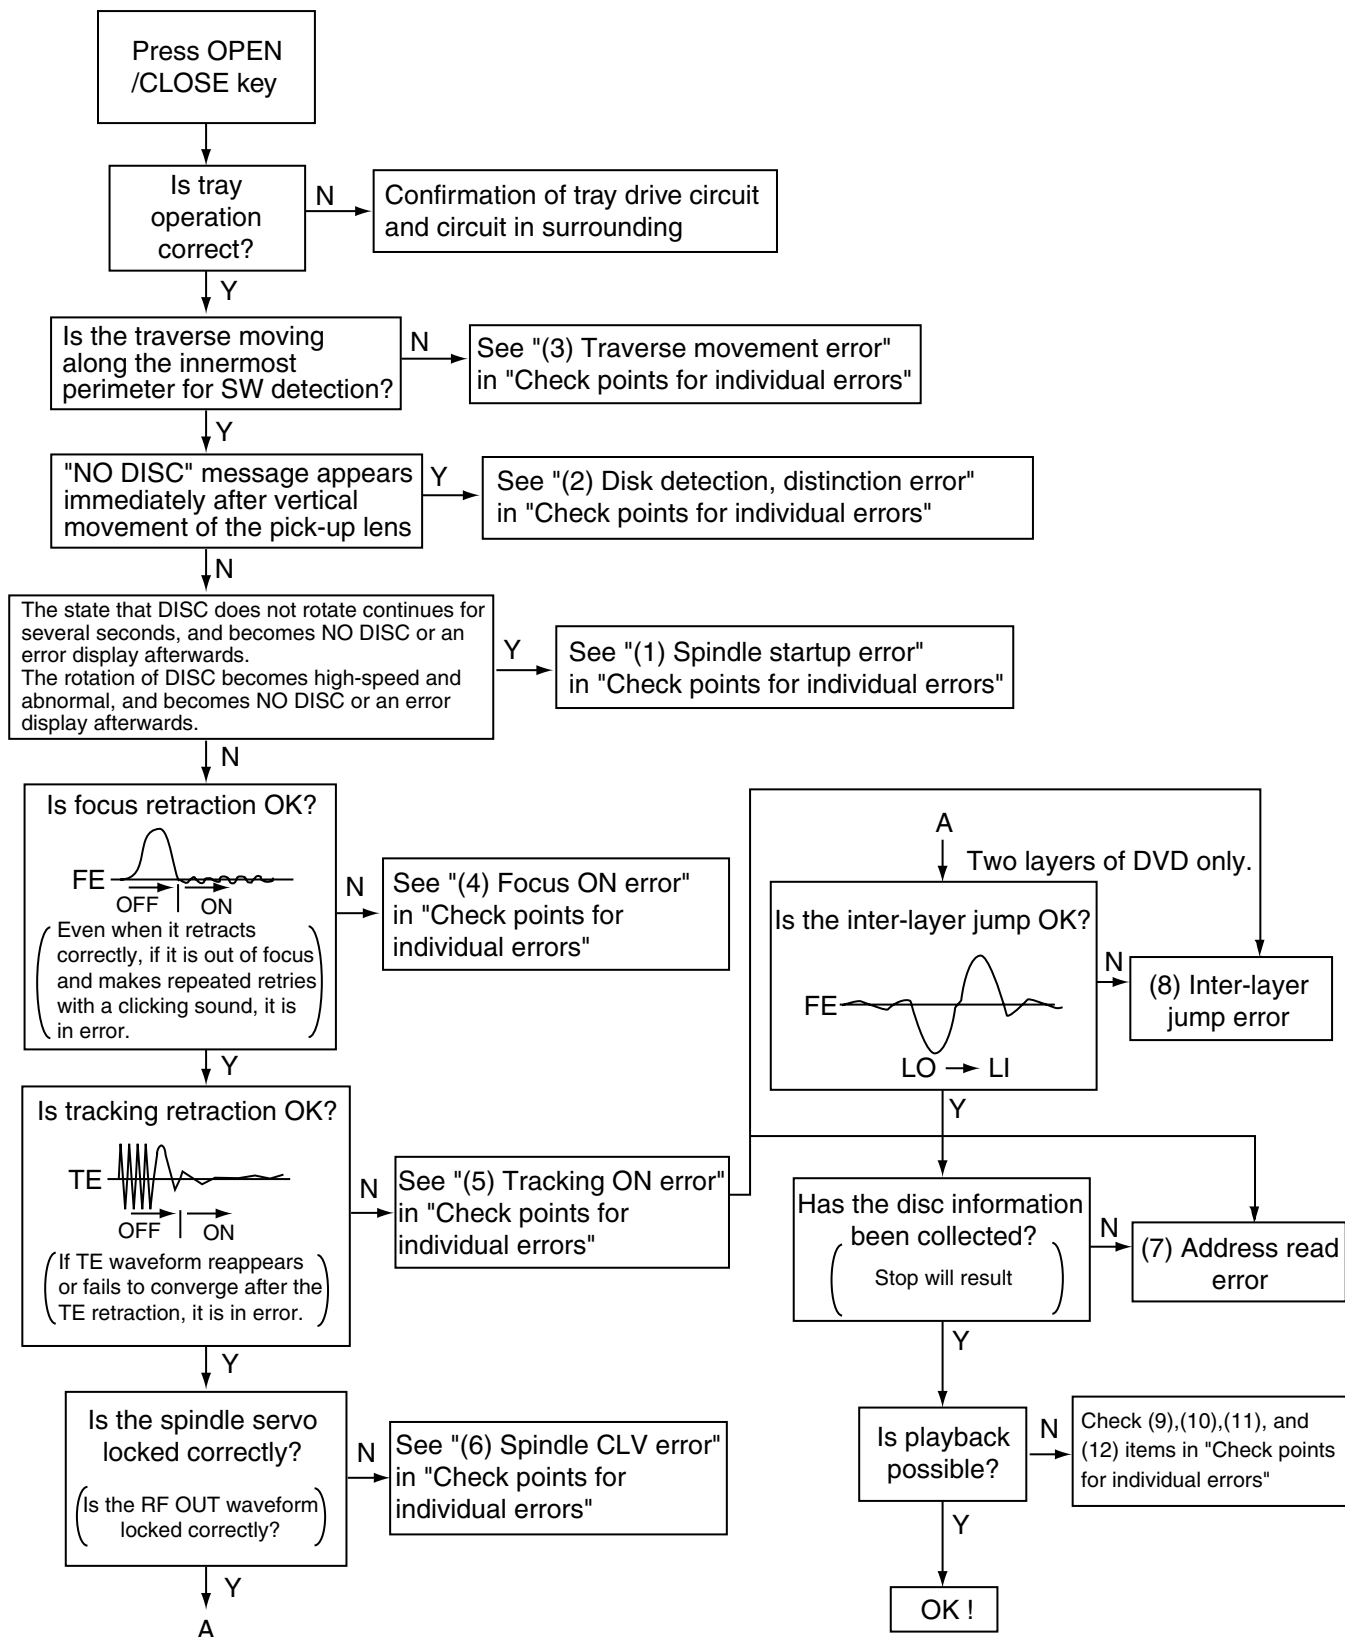 Press OPEN
/CLOSE key
Is tray
operation
correct?
N
Confirmation of tray drive circuit
and circuit in surrounding
Y
Is the traverse moving
along the innermost
perimeter for SW detection?
N
See "(3) Traverse movement error"
in "Check points for individual errors"
Y
"NO DISC" message appears
immediately after vertical
movement of the pick-up lens
Y
See "(2) Disk detection, distinction error"
in "Check points for individual errors"
N
The state that DISC does not rotate continues for
several seconds, and becomes NO DISC or an
error display afterwards.
The rotation of DISC becomes high-speed and
abnormal, and becomes NO DISC or an error
display afterwards.
Y
See "(1) Spindle startup error"
in "Check points for individual errors"
N
Is focus retraction OK?
FE
OFF
ON
Even when it retracts
correctly, if it is out of focus
and makes repeated retries
with a clicking sound, it is
in error.
N
See "(4) Focus ON error"
in "Check points for
individual errors"
Y
Is tracking retraction OK?
TE
OFF
ON
If TE waveform reappears
or fails to converge after the
TE retraction, it is in error.
N
See "(5) Tracking ON error"
in "Check points for
individual errors
Y
Is the spindle servo
locked correctly?
Is the RF OUT waveform
locked correctly?
N
See "(6) Spindle CLV error"
in "Check points for
individual errors"
Y
A
A
Two layers of DVD only.
Is the inter-layer jump OK?
FE
LO
LI
N
(8) Inter-layer
jump error
Y
Has the disc information
been collected?
Stop will result
N
(7) Address read
error
Y
Is playback
possible?
N
Check (9),(10),(11), and
(12) items in "Check points
for individual errors"
Y
OK !